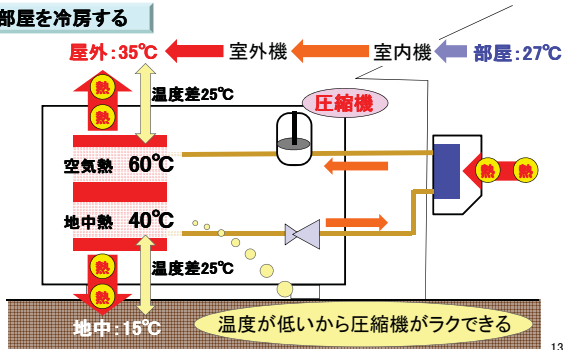 部屋を冷房する
屋外:35℃
室外機
室内機
部屋:27℃
熱
熱
温度差25℃
圧縮機
空気熱 60℃
熱
熱
地中熱 40℃
熱
熱
温度差25℃
地中:15℃
温度が低いから圧縮機がラクできる
13